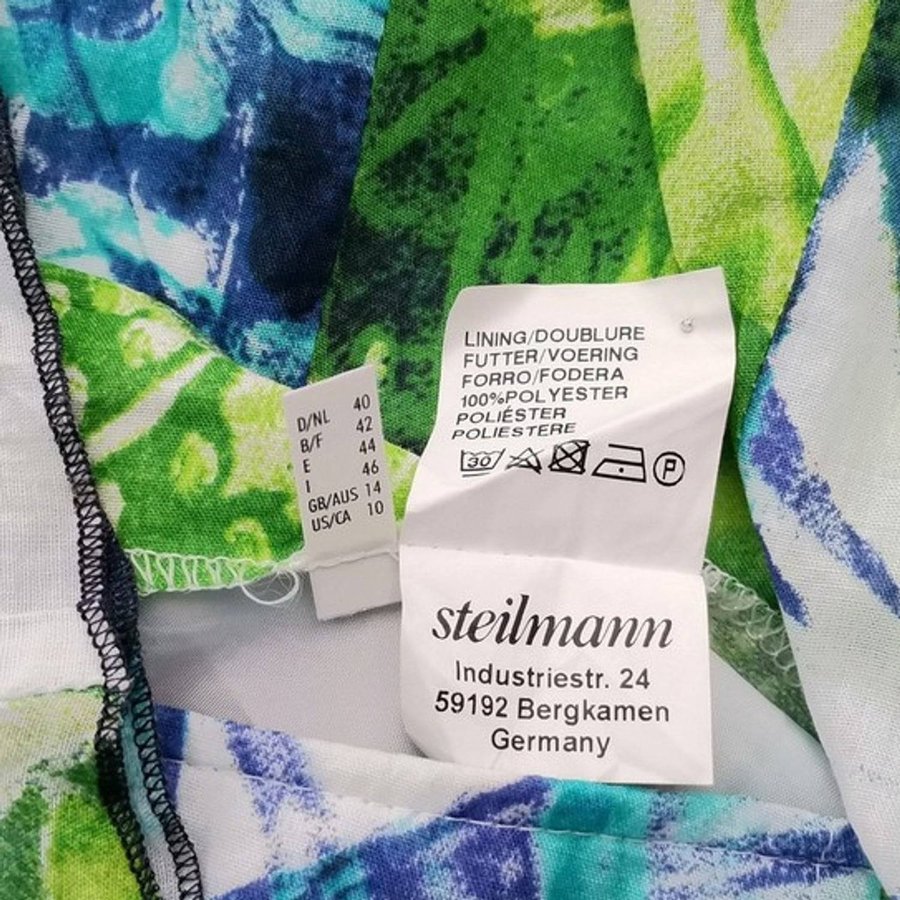 LINING/DOUBLURE
FUTTER/VOERING
FORRO/FODERA
100%POLYESTER
POLIÉSTER
POLIESTERE
30
P
D/NL 40
B/F 42
E 44
I 46
GB/AUS 14
US/CA 10
steilmann
Industriestr. 24
59192 Bergkamen
Germany